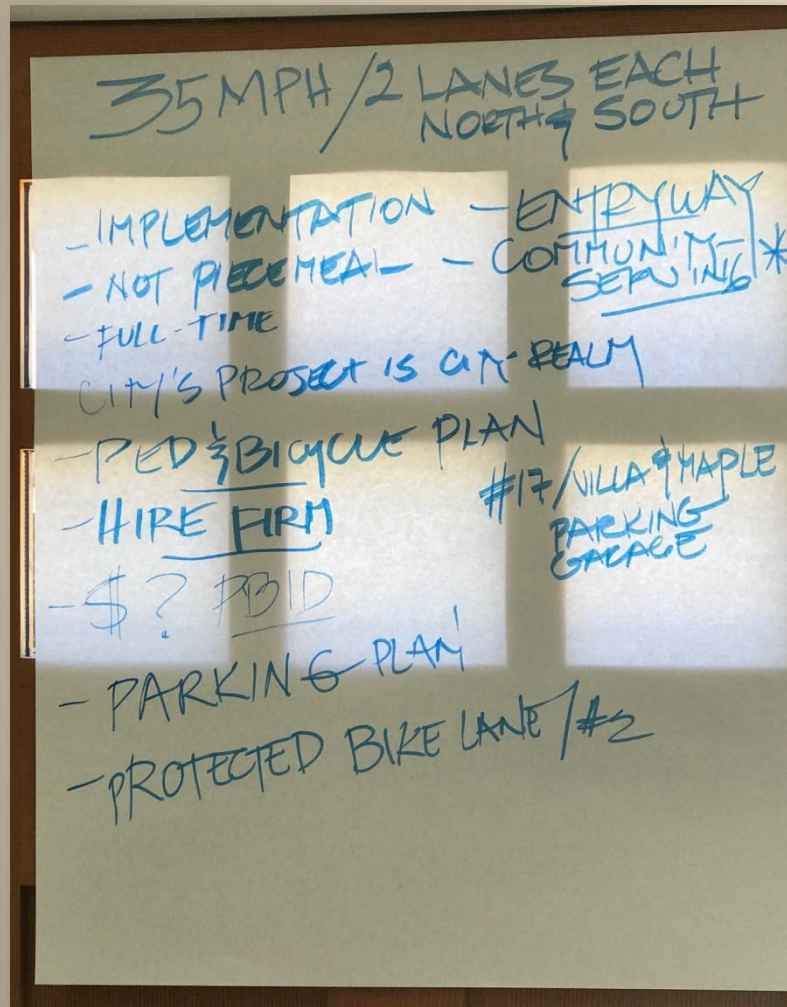 35 MPH / 2 LANES EACH
NORTH & SOUTH
- IMPLEMENTATION
- NOT PIECEMEAL
- FULL-TIME
- ENTRYWAY
- COMMUNITY-
SERVING *
CITY'S PROJECT IS CITY REALM
- PED & BICYCLE PLAN
- HIRE FIRM
- $? PBID
#17 / VILLA & MAPLE
PARKING
GARAGE
- PARKING PLAN
- PROTECTED BIKE LANE / #2